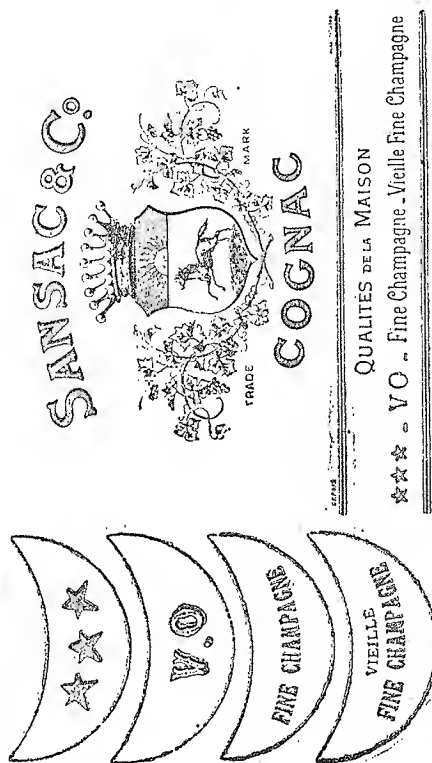 SANSAC & Co.
TRADE MARK
COGNAC
QUALITÉS DE LA MAISON
☆☆☆ - VO - Fine Champagne - Vieille Fine Champagne
☆☆☆
V.O
FINE CHAMPAGNE
VIEILLE
FINE CHAMPAGNE